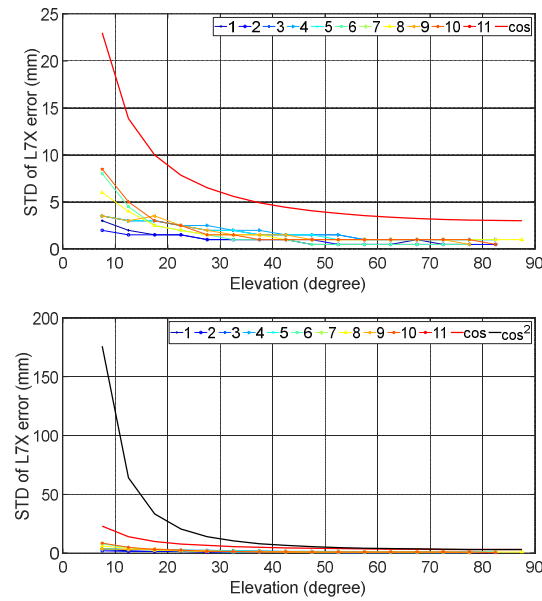 25
20
15
10
5
0
STD of L7X error (mm)
1 2 3 4 5 6 7 8 9 10 11 cos
0 10 20 30 40 50 60 70 80 90
Elevation (degree)
200
150
100
50
0
STD of L7X error (mm)
1 2 3 4 5 6 7 8 9 10 11 cos cos²
0 10 20 30 40 50 60 70 80 90
Elevation (degree)